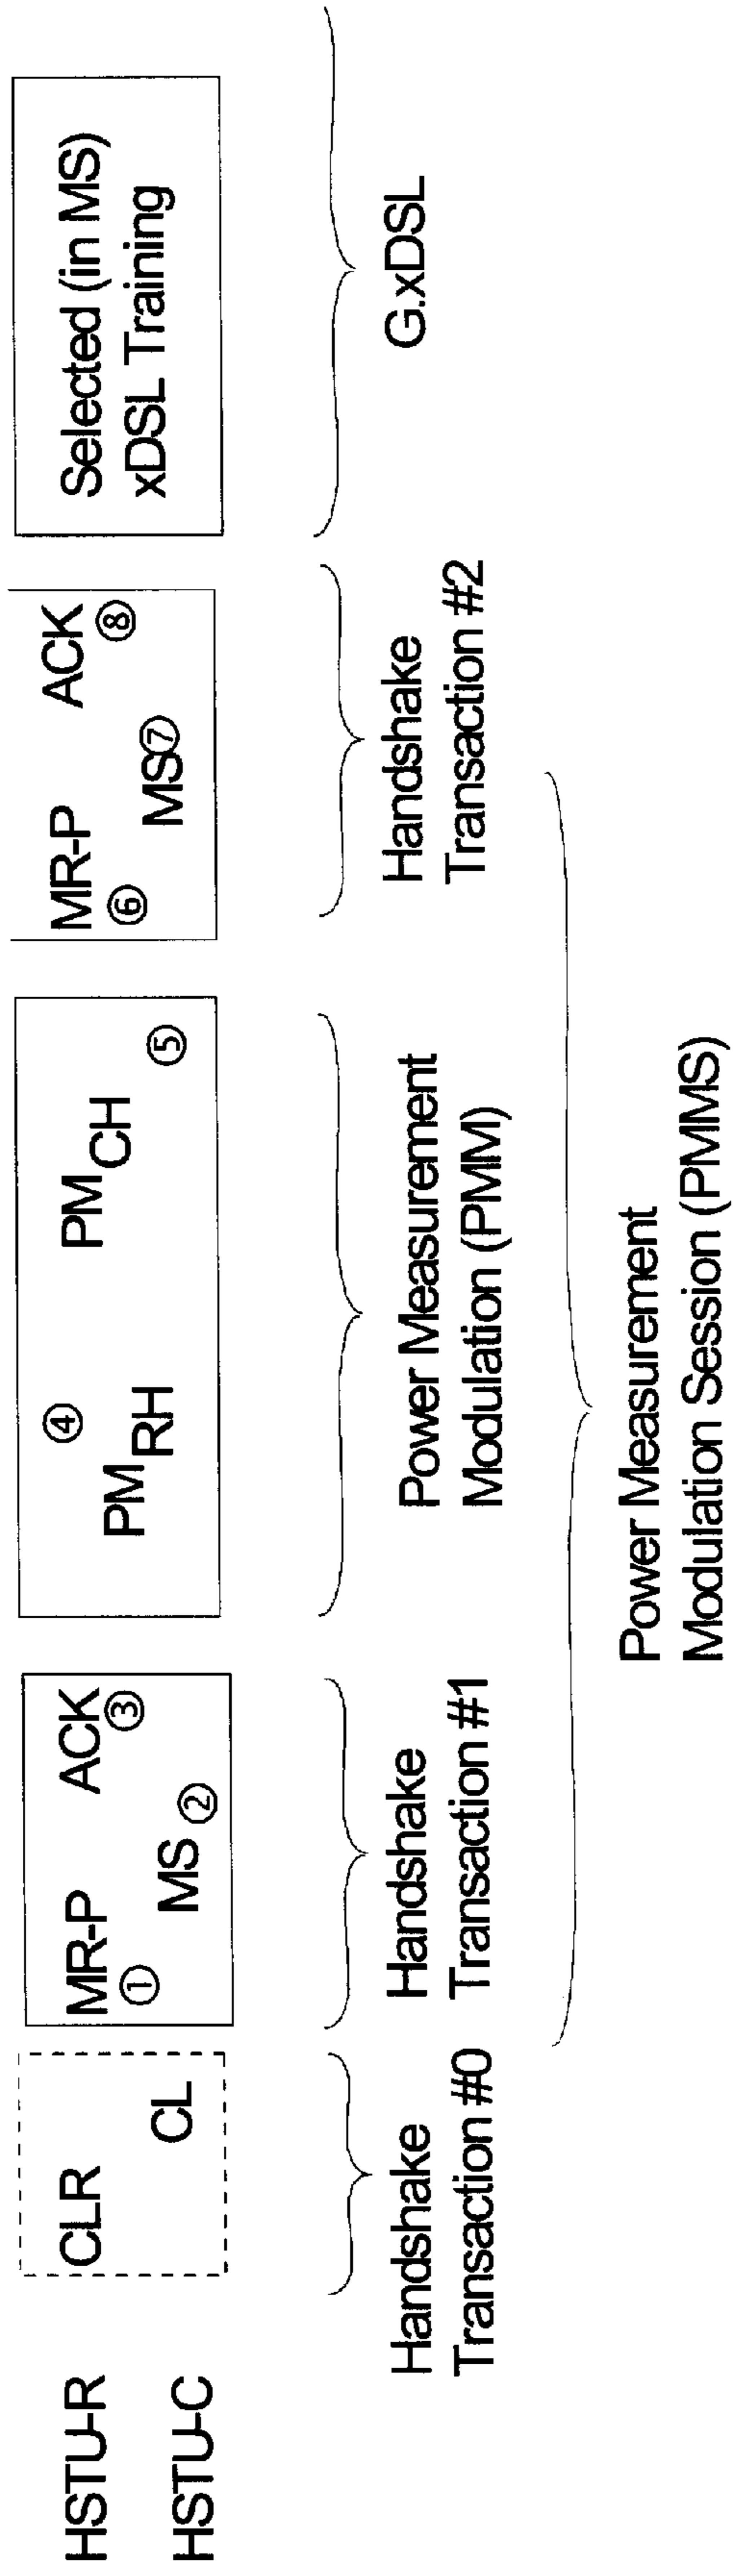 HSTU-R
HSTU-C
CLR
CL
Handshake
Transaction #0
MR-P ACK
① MS ② ③
Handshake
Transaction #1
④
PM RH
PM CH
⑤
Power Measurement
Modulation (PMM)
MR-P ACK
⑥ MS⑦ ⑧
Handshake
Transaction #2
Power Measurement
Modulation Session (PMMS)
Selected (in MS)
xDSL Training
G.xDSL